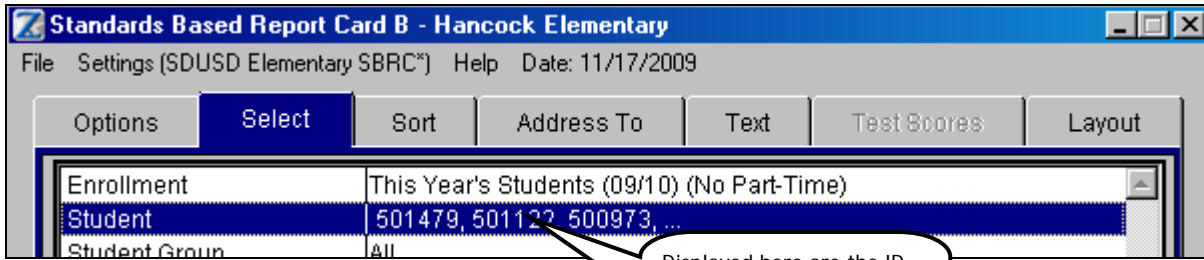 Standards Based Report Card B - Hancock Elementary
File Settings (SDUSD Elementary SBRC*) Help Date: 11/17/2009
Options Select Sort Address To Text Test Scores Layout
Enrollment This Year's Students (09/10) (No Part-Time)
Student 501479, 501122, 500973, ...
Student Group All
Displayed here are the ID